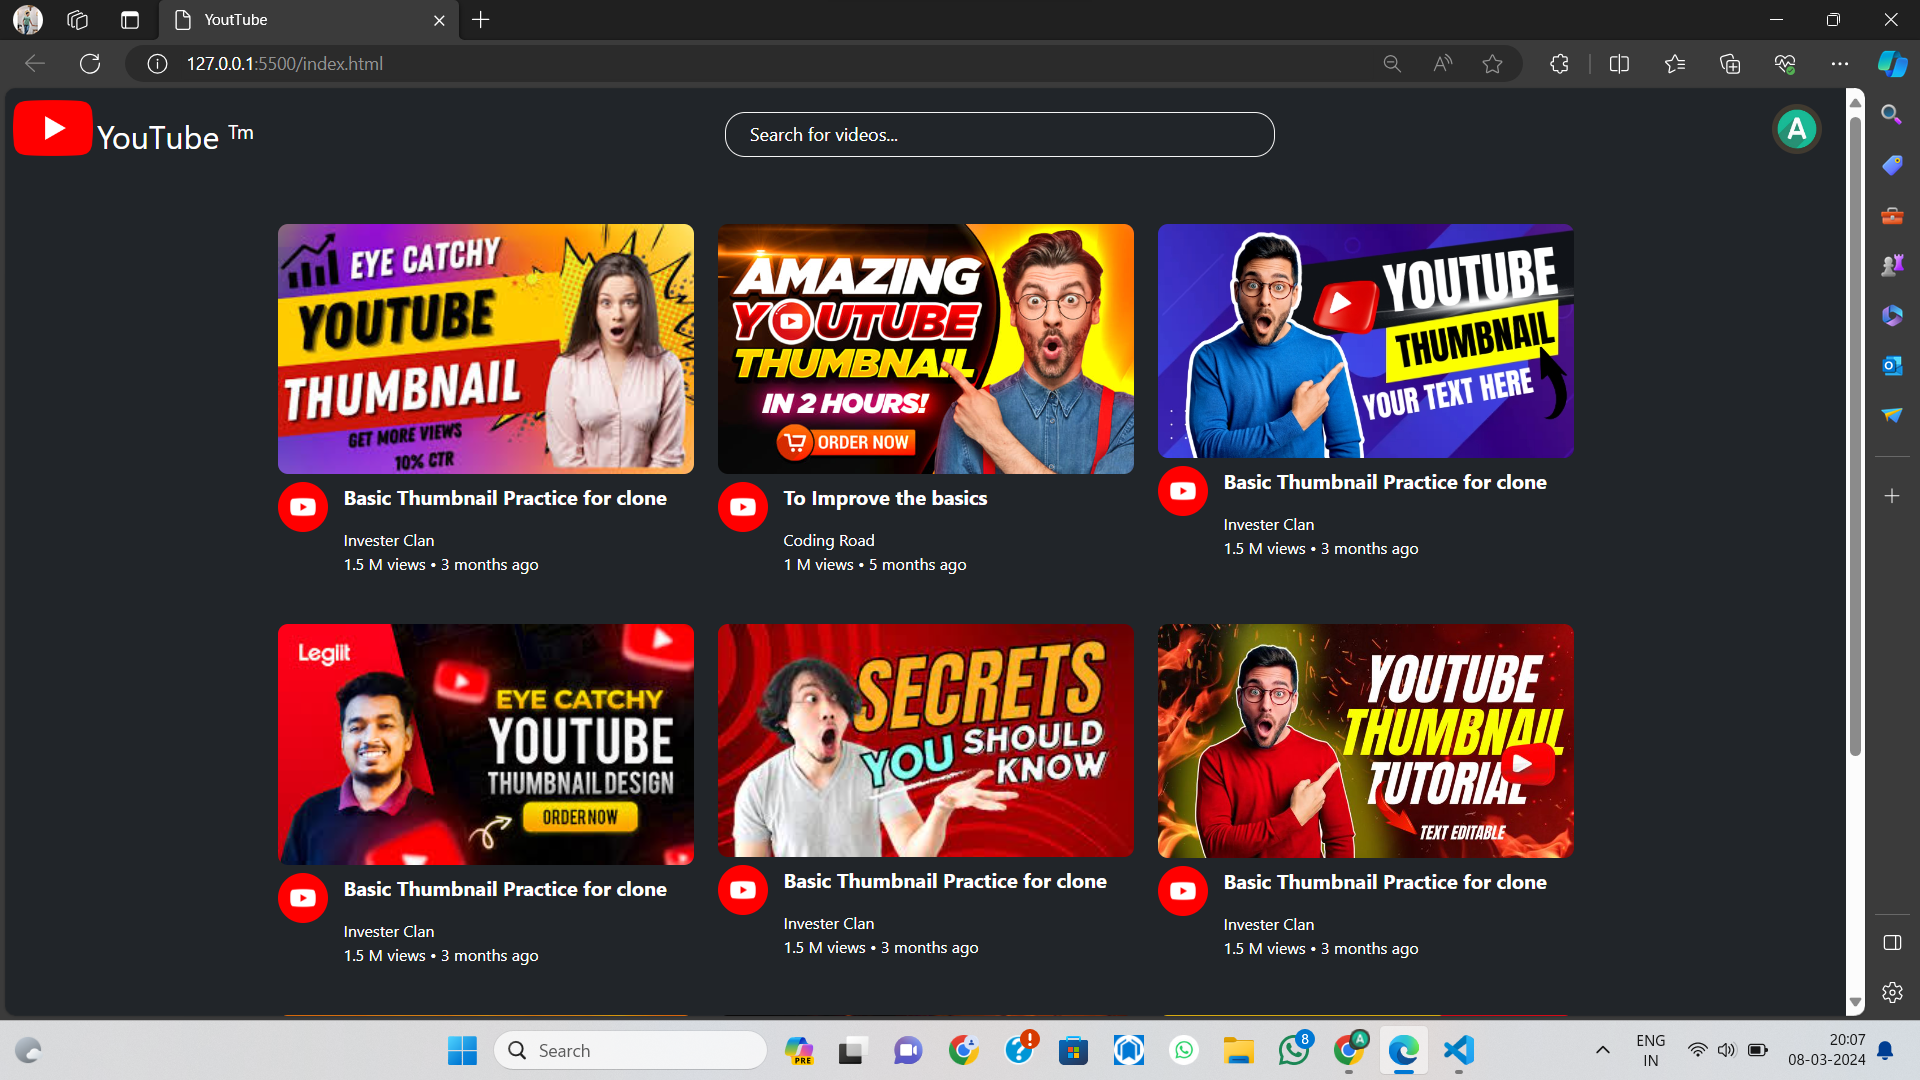 YoutTube
127.0.0.1:5500/index.html
YouTube Tm
Search for videos...
A
EYE CATCHY
YOUTUBE
THUMBNAIL
GET MORE VIEWS
10% CTR
AMAZING
YOUTUBE
THUMBNAIL
IN 2 HOURS!
ORDER NOW
YOUTUBE
THUMBNAIL
YOUR TEXT HERE
Basic Thumbnail Practice for clone
Invester Clan
1.5 M views • 3 months ago
To Improve the basics
Coding Road
1 M views • 5 months ago
Basic Thumbnail Practice for clone
Invester Clan
1.5 M views • 3 months ago
Legiit
EYE CATCHY
YOUTUBE
THUMBNAIL DESIGN
ORDER NOW
SECRETS
YOU SHOULD
KNOW
YOUTUBE
THUMBNAIL
TUTORIAL
TEXT EDITABLE
Basic Thumbnail Practice for clone
Invester Clan
1.5 M views • 3 months ago
Basic Thumbnail Practice for clone
Invester Clan
1.5 M views • 3 months ago
Basic Thumbnail Practice for clone
Invester Clan
1.5 M views • 3 months ago
Search
PRE
8
A
ENG
IN
20:07
08-03-2024